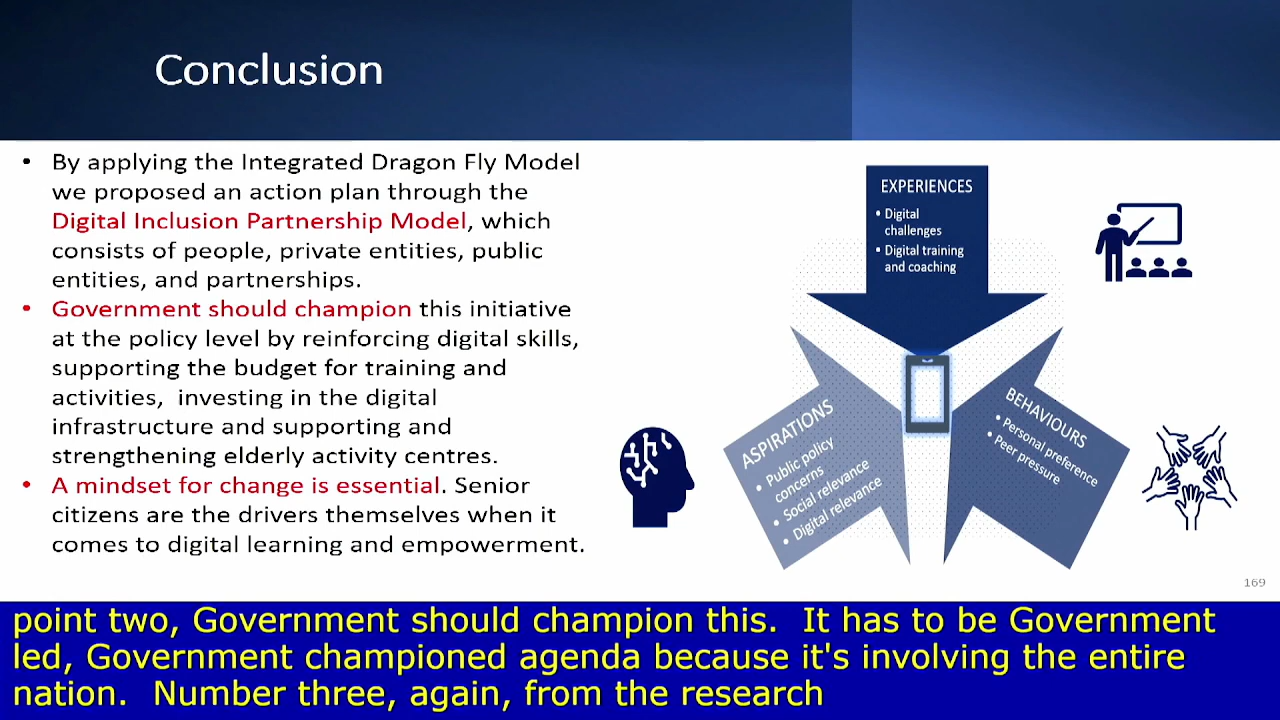 Conclusion
• By applying the Integrated Dragon Fly Model
we proposed an action plan through the
Digital Inclusion Partnership Model, which
consists of people, private entities, public
entities, and partnerships.
• Government should champion this initiative
at the policy level by reinforcing digital skills,
supporting the budget for training and
activities,  investing in the digital
infrastructure and supporting and
strengthening elderly activity centres.
• A mindset for change is essential. Senior
citizens are the drivers themselves when it
comes to digital learning and empowerment.
EXPERIENCES
• Digital
challenges
• Digital training
and coaching
ASPIRATIONS
• Public policy
concerns
• Social relevance
• Digital relevance
BEHAVIOURS
• Personal preference
• Peer pressure
169
point two, Government should champion this.  It has to be Government
led, Government championed agenda because it's involving the entire
nation.  Number three, again, from the research